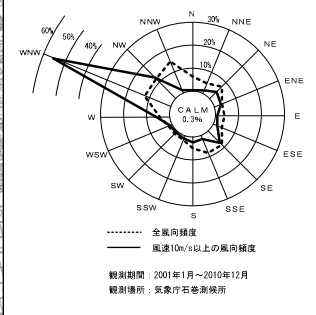 N
NNW
NNE
30%
60%
50%
40%
NW
20%
NE
WNW
10%
ENE
CALM
0.3%
W
E
WSW
ESE
SW
SE
SSW
SSE
S
全風向頻度
風速10m/s以上の風向頻度
観測期間：2001年1月～2010年12月
観測場所：気象庁石巻測候所